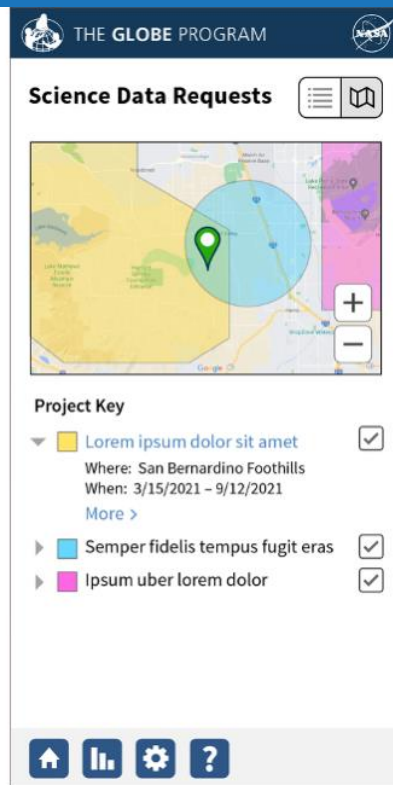 THE GLOBE PROGRAM
NASA
Science Data Requests
+
−
Google
Project Key
Lorem ipsum dolor sit amet
Where: San Bernardino Foothills
When: 3/15/2021 – 9/12/2021
More >
Semper fidelis tempus fugit eras
Ipsum uber lorem dolor
?